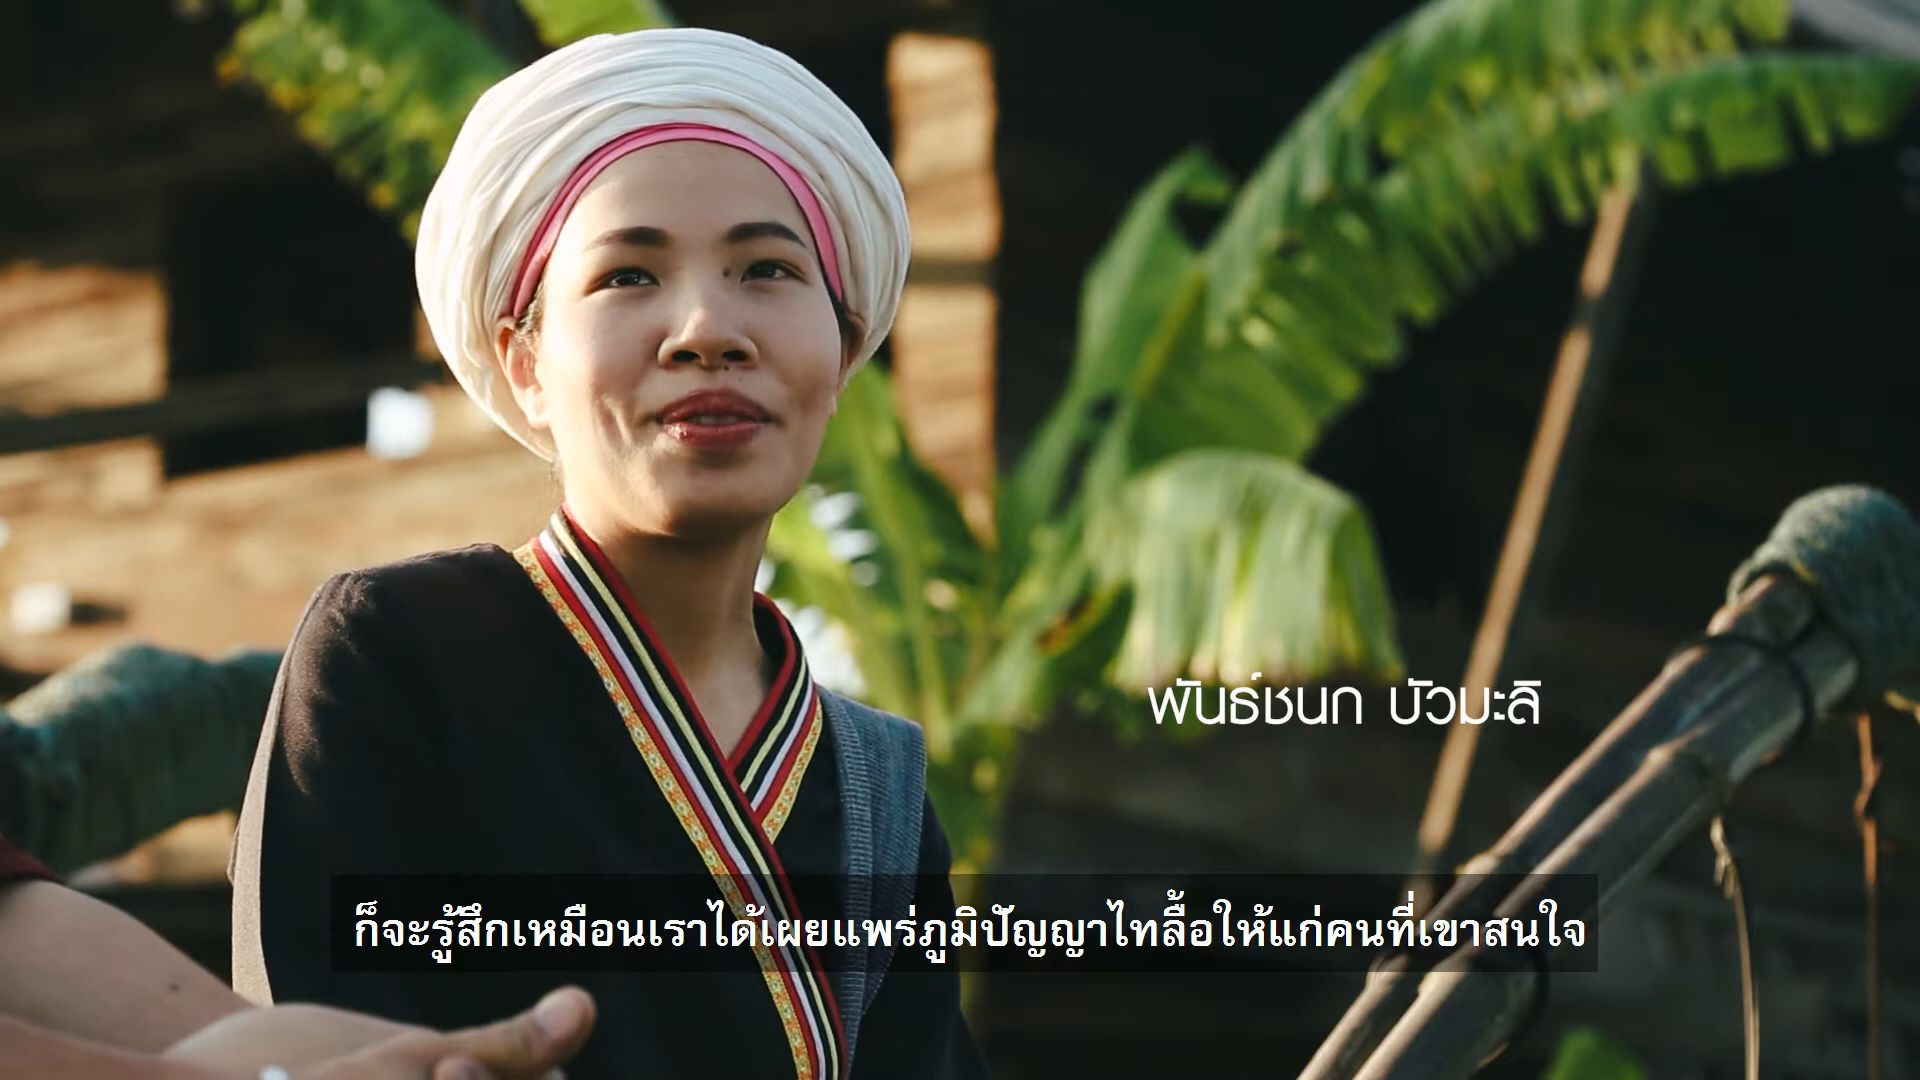 พันธ์ชนก บัวมะลิ
ก็จะรู้สึกเหมือนเราได้เผยแพร่ภูมิปัญญาไทลื้อให้แก่คนที่เขาสนใจ